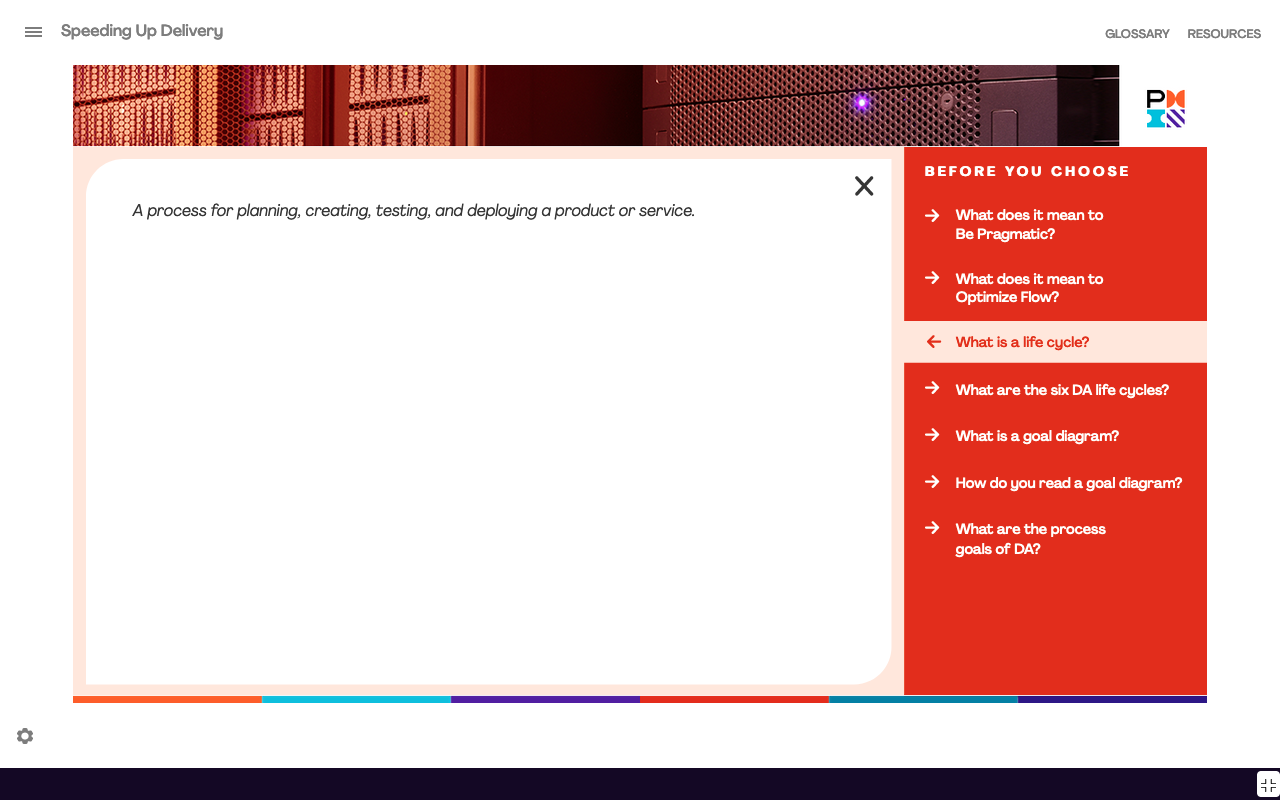 Speeding Up Delivery
GLOSSARY
RESOURCES
A process for planning, creating, testing, and deploying a product or service.
BEFORE YOU CHOOSE
What does it mean to
Be Pragmatic?
What does it mean to
Optimize Flow?
What is a life cycle?
What are the six DA life cycles?
What is a goal diagram?
How do you read a goal diagram?
What are the process
goals of DA?